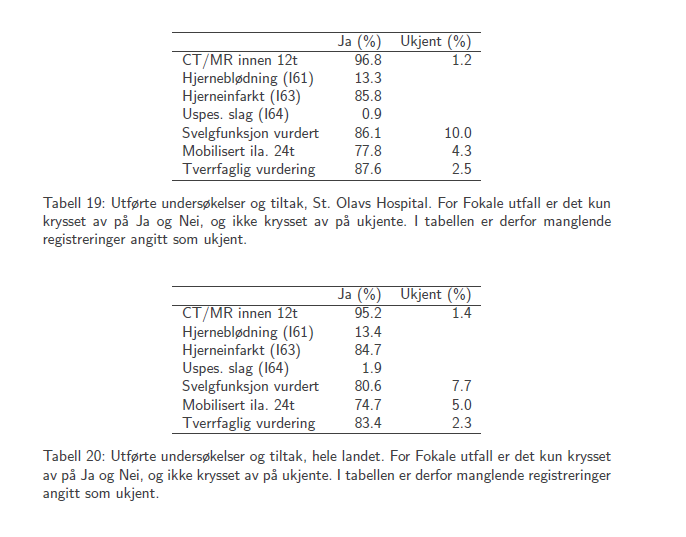 Ja (%) Ukjent (%)
CT/MR innen 12t 96.8 1.2
Hjerneblødning (I61) 13.3
Hjerneinfarkt (I63) 85.8
Uspes. slag (I64) 0.9
Svelgfunksjon vurdert 86.1 10.0
Mobilisert ila. 24t 77.8 4.3
Tverrfaglig vurdering 87.6 2.5
Tabell 19: Utførte undersøkelser og tiltak, St. Olavs Hospital. For Fokale utfall er det kun
krysset av på Ja og Nei, og ikke krysset av på ukjente. I tabellen er derfor manglende
registreringer angitt som ukjent.
Ja (%) Ukjent (%)
CT/MR innen 12t 95.2 1.4
Hjerneblødning (I61) 13.4
Hjerneinfarkt (I63) 84.7
Uspes. slag (I64) 1.9
Svelgfunksjon vurdert 80.6 7.7
Mobilisert ila. 24t 74.7 5.0
Tverrfaglig vurdering 83.4 2.3
Tabell 20: Utførte undersøkelser og tiltak, hele landet. For Fokale utfall er det kun krysset
av på Ja og Nei, og ikke krysset av på ukjente. I tabellen er derfor manglende registreringer
angitt som ukjent.